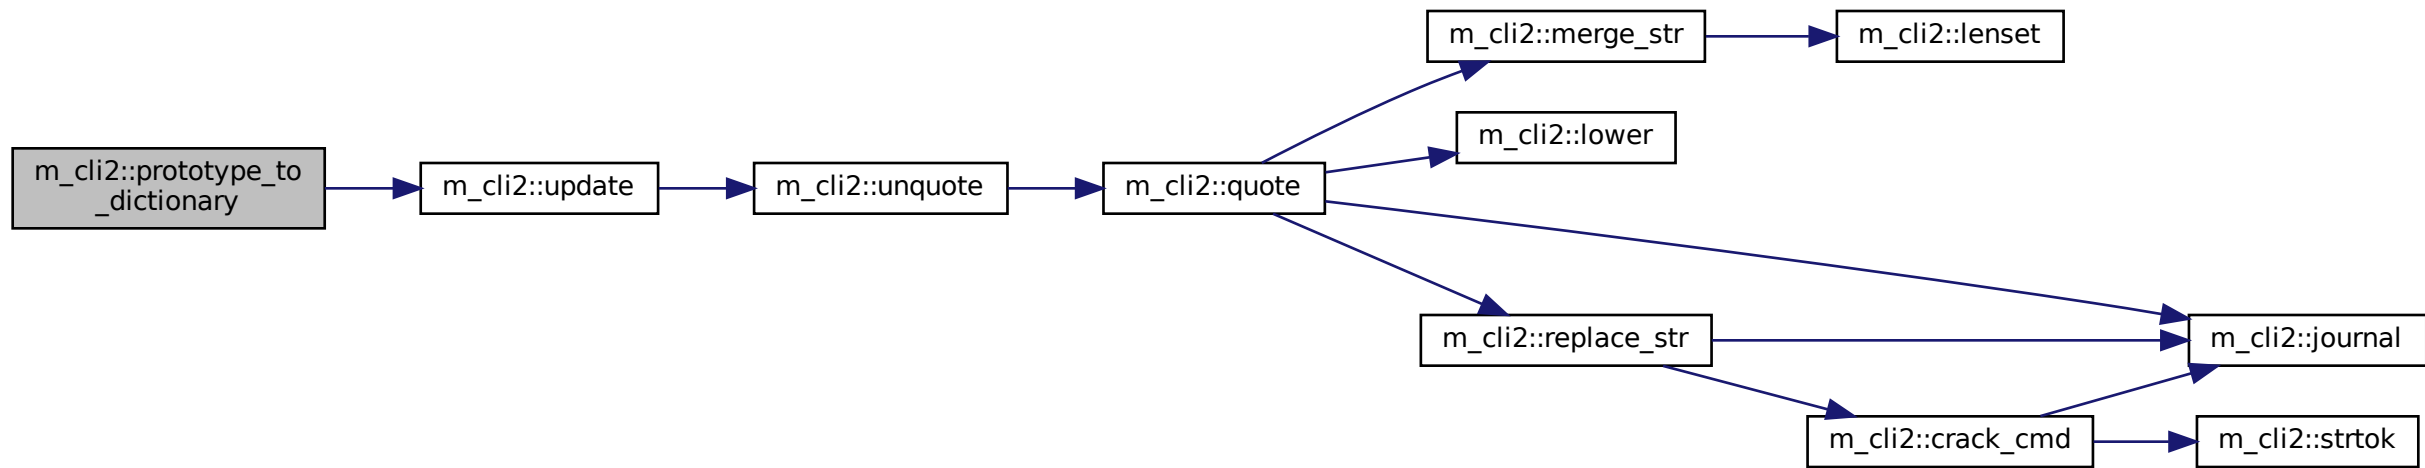 m_cli2::prototype_to
_dictionary
m_cli2::update
m_cli2::unquote
m_cli2::quote
m_cli2::merge_str
m_cli2::lenset
m_cli2::lower
m_cli2::replace_str
m_cli2::journal
m_cli2::crack_cmd
m_cli2::strtok